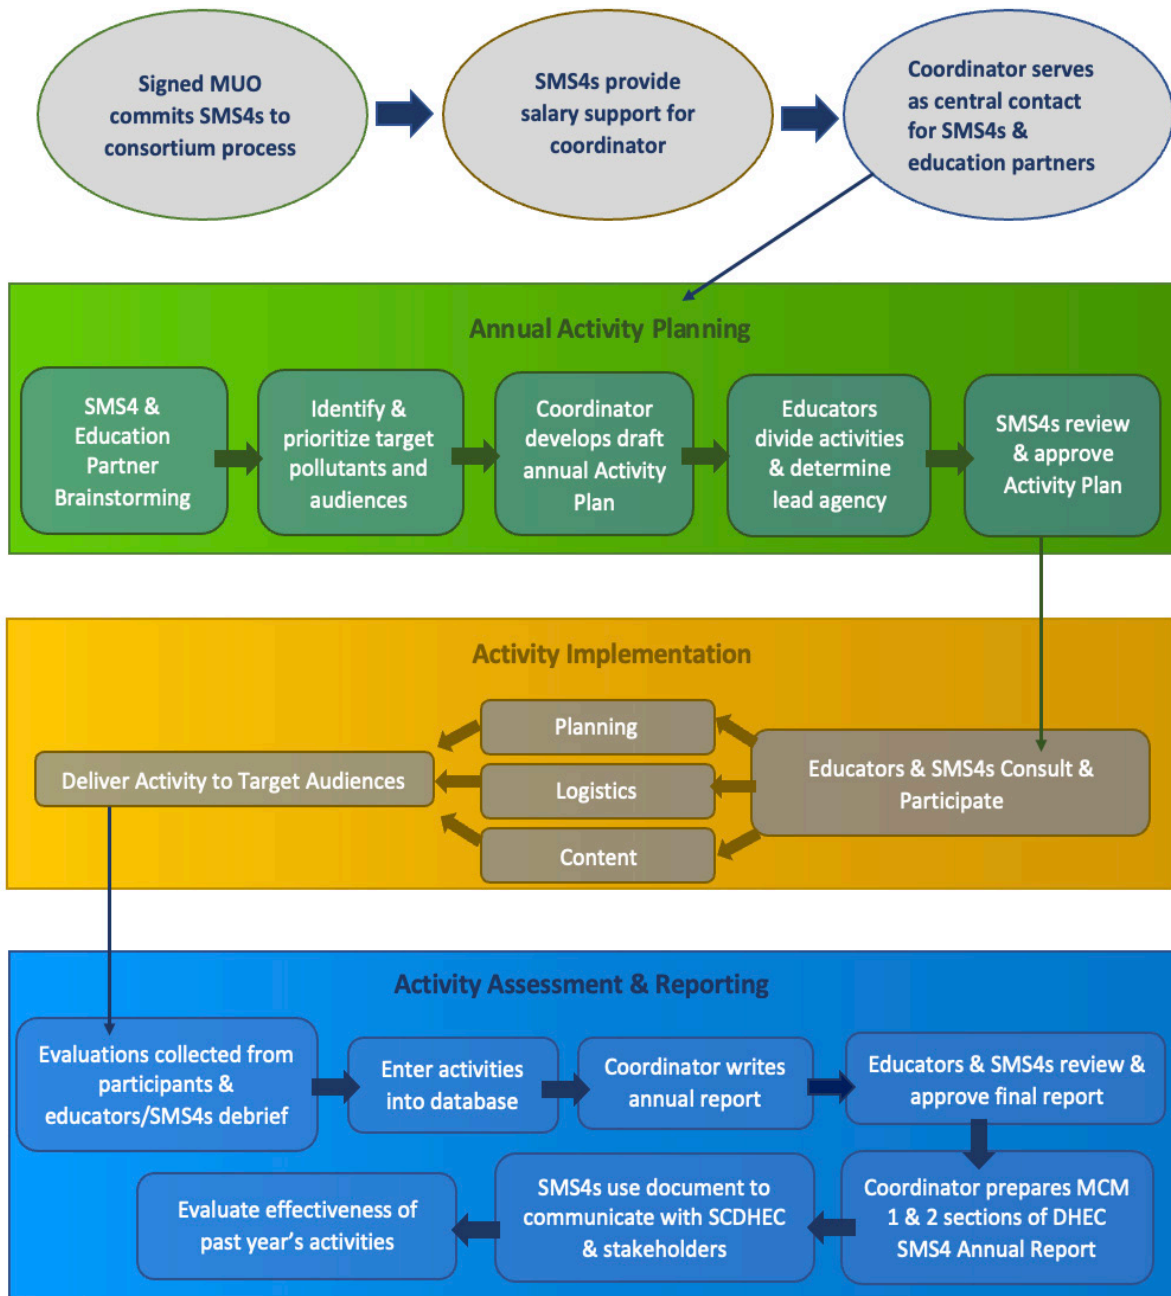 Signed MUO
commits SMS4s to
consortium process
SMS4s provide
salary support for
coordinator
Coordinator serves
as central contact
for SMS4s &
education partners
Annual Activity Planning
SMS4 &
Education
Partner
Brainstorming
Identify &
prioritize target
pollutants and
audiences
Coordinator
develops draft
annual Activity
Plan
Educators
divide activities
& determine
lead agency
SMS4s review
& approve
Activity Plan
Activity Implementation
Educators & SMS4s Consult &
Participate
Planning
Logistics
Content
Deliver Activity to Target Audiences
Activity Assessment & Reporting
Evaluations collected from
participants &
educators/SMS4s debrief
Enter activities
into database
Coordinator writes
annual report
Educators & SMS4s review &
approve final report
Coordinator prepares MCM
1 & 2 sections of DHEC
SMS4 Annual Report
SMS4s use document to
communicate with SCDHEC
& stakeholders
Evaluate effectiveness of
past year's activities